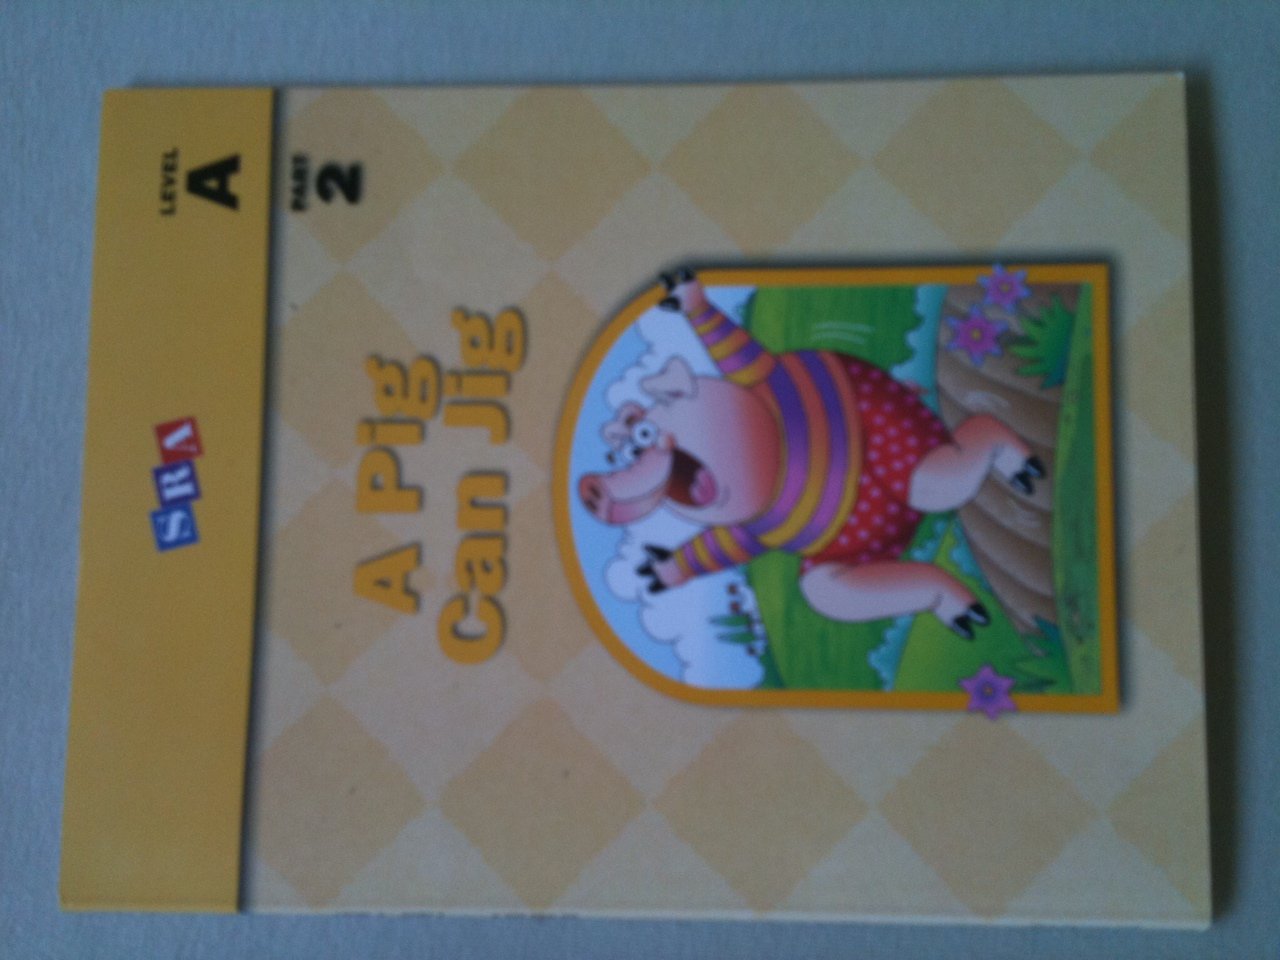 SRA
LEVEL
A
PART
2
A Pig
Can Jig